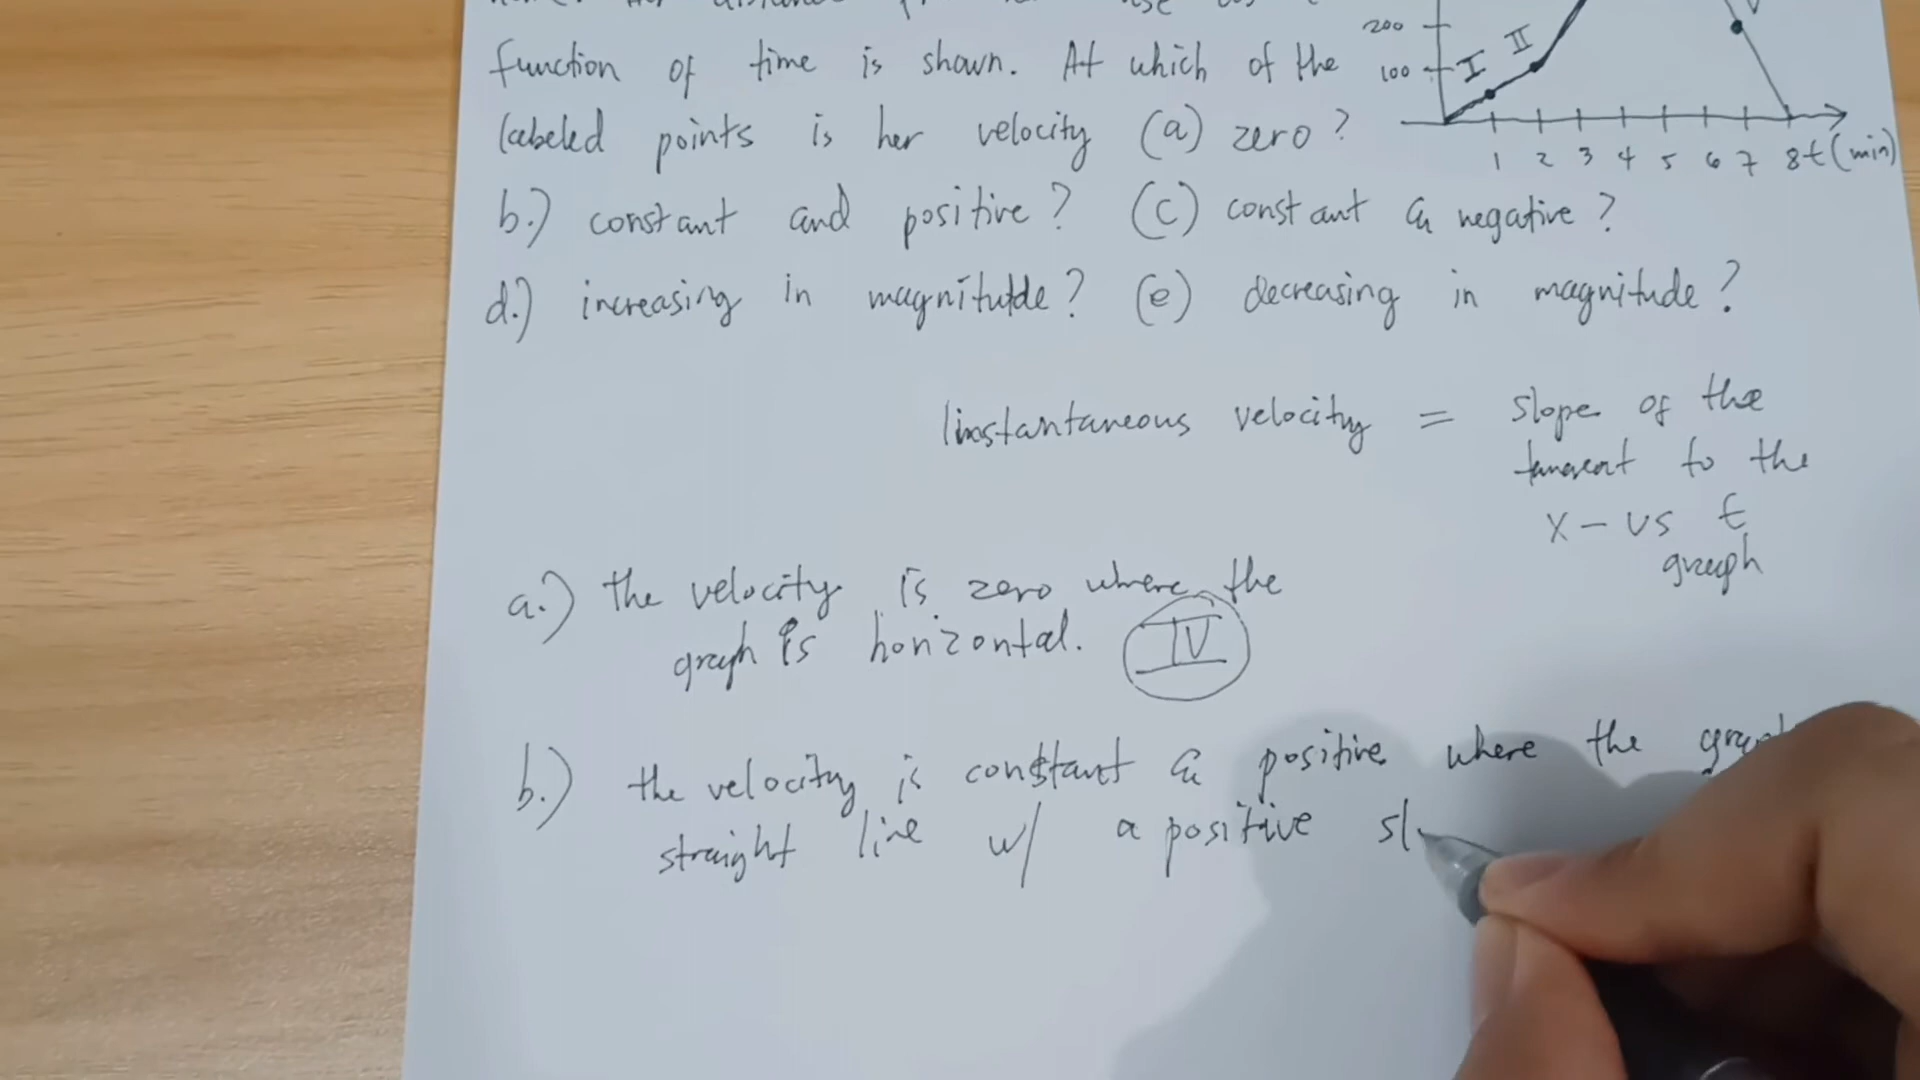 function of time is shown. At which of the
labeled points is her velocity (a) zero?
b.) constant and positive? (c) constant & negative?
d.) increasing in magnitutde? (e) decreasing in magnitude?
200
100
I II
V
1 2 3 4 5 6 7 8 t (min)
instantaneous velocity = slope of the
tangent to the
x - vs t
graph
a.) the velocity is zero where the
graph is horizontal. IV
b.) the velocity is constant & positive where the
straight line w/ a positive